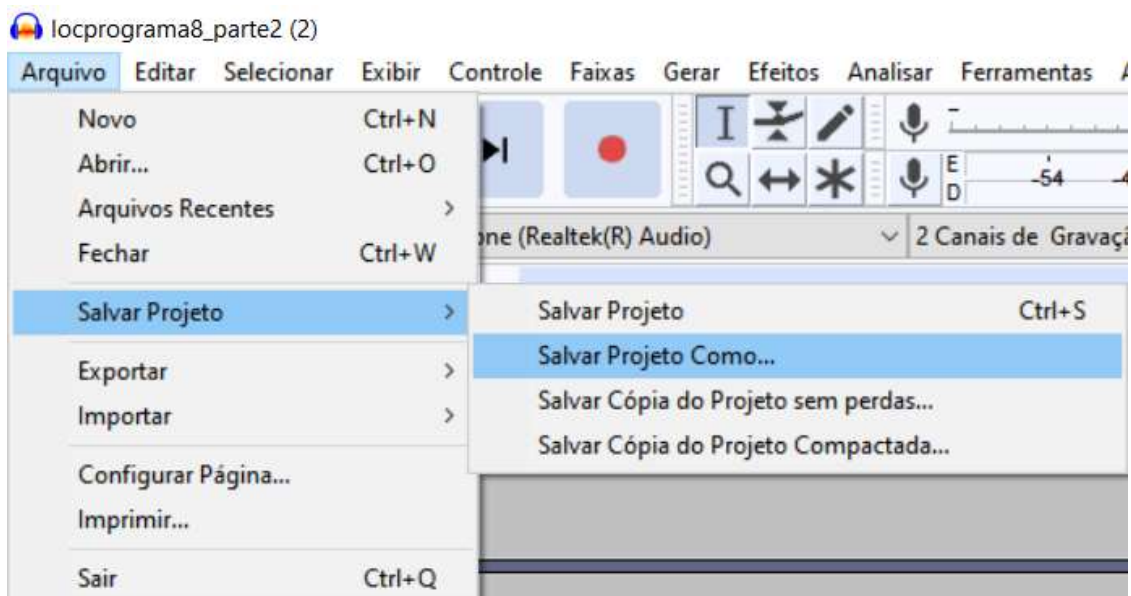 locprograma8_parte2 (2)
Arquivo Editar Selecionar Exibir Controle Faixas Gerar Efeitos Analisar Ferramentas
Novo Ctrl+N
Abrir... Ctrl+O
Arquivos Recentes >
Fechar Ctrl+W
E
D
-54
(Realtek(R) Audio) 2 Canais de
Salvar Projeto >
Salvar Projeto Ctrl+S
Salvar Projeto Como...
Salvar Cópia do Projeto sem perdas...
Salvar Cópia do Projeto Compactada...
Exportar >
Importar >
Configurar Página...
Imprimir...
Sair Ctrl+Q